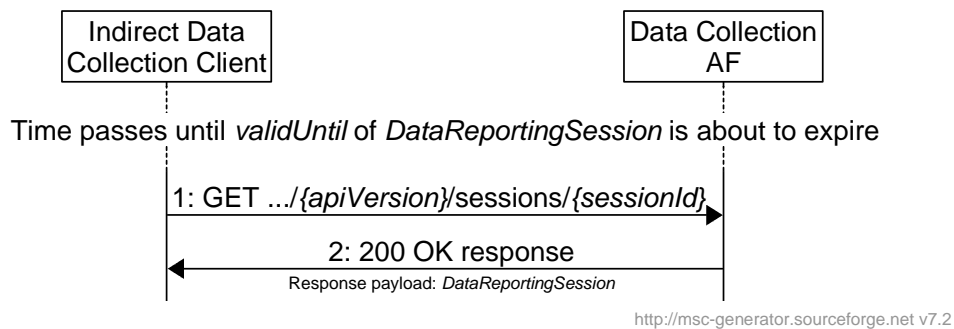 Indirect Data
Collection Client
Data Collection
AF
Time passes until validUntil of DataReportingSession is about to expire
1: GET .../{apiVersion}/sessions/{sessionId}
2: 200 OK response
Response payload: DataReportingSession
http://msc-generator.sourceforge.net v7.2